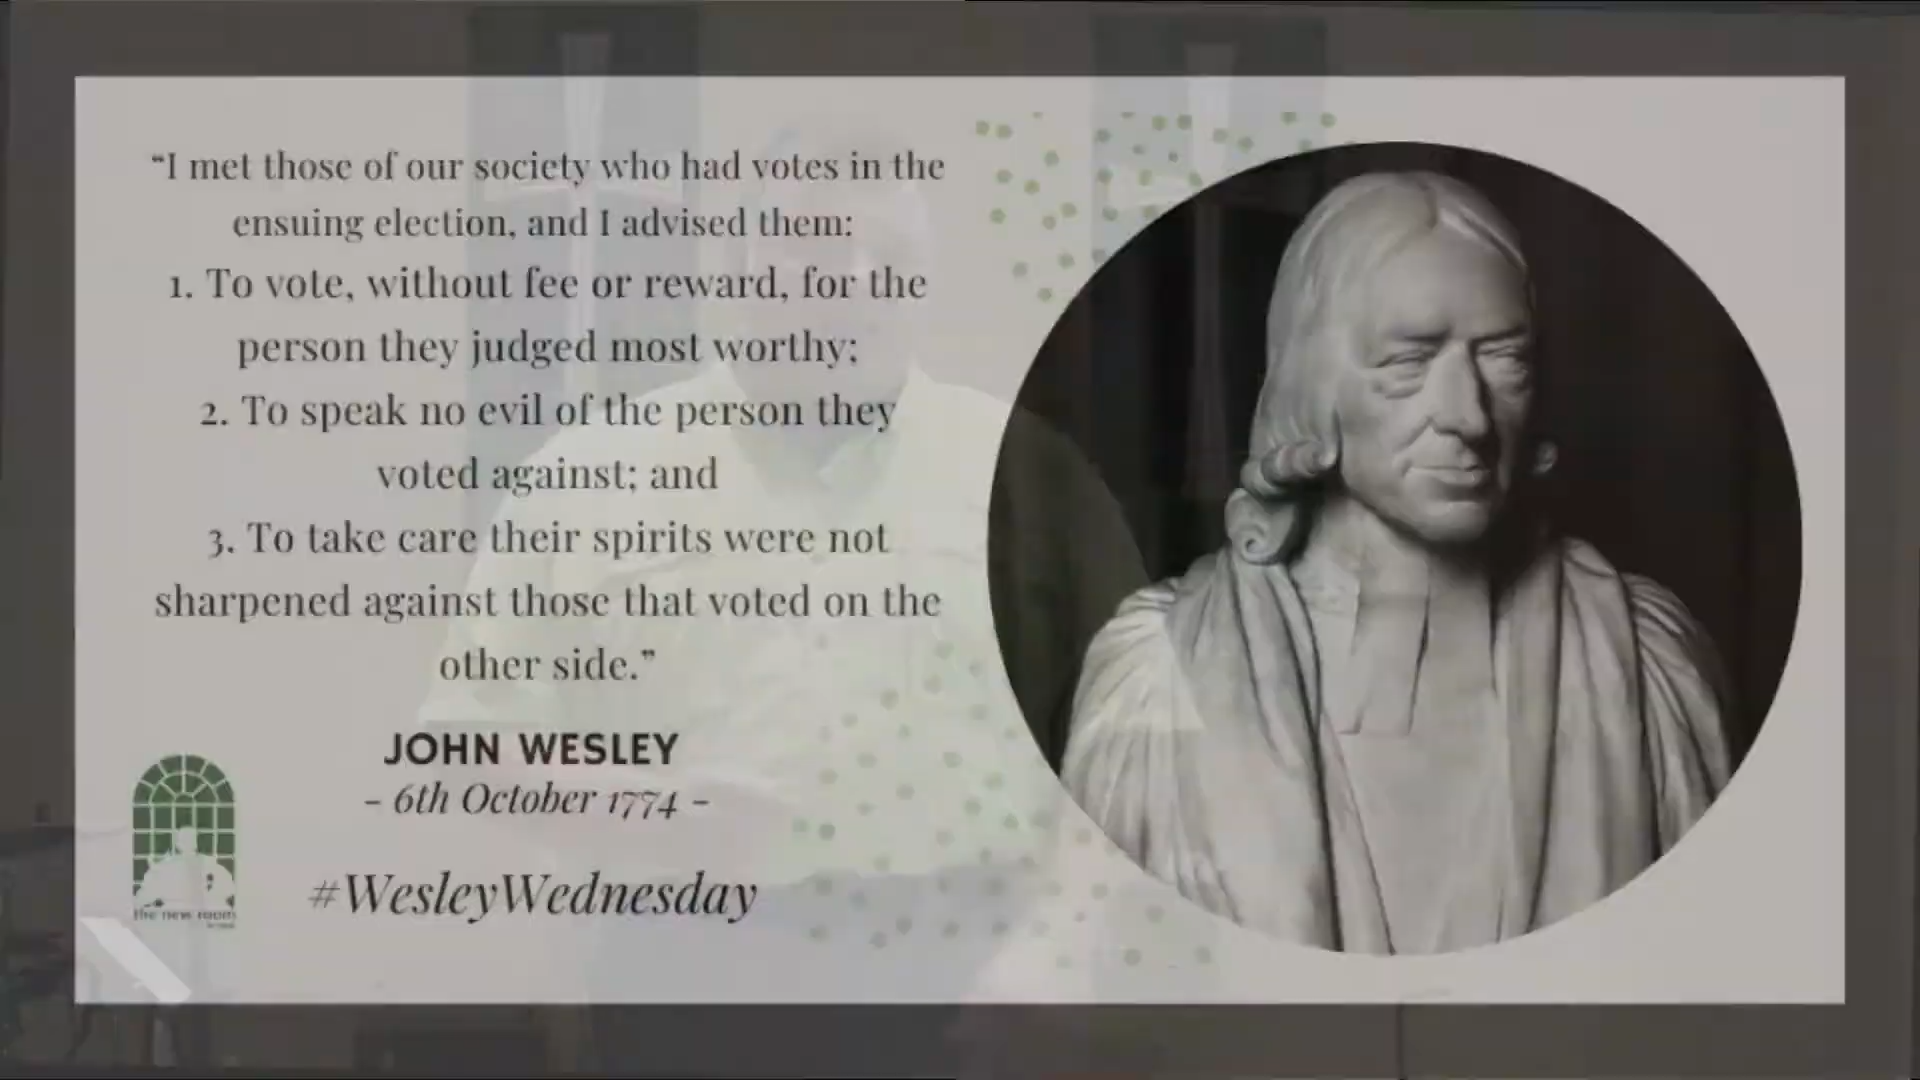 “I met those of our society who had votes in the
ensuing election, and I advised them:
1. To vote, without fee or reward, for the
person they judged most worthy;
2. To speak no evil of the person they
voted against; and
3. To take care their spirits were not
sharpened against those that voted on the
other side.”
JOHN WESLEY
- 6th October 1774 -
#WesleyWednesday
the new room